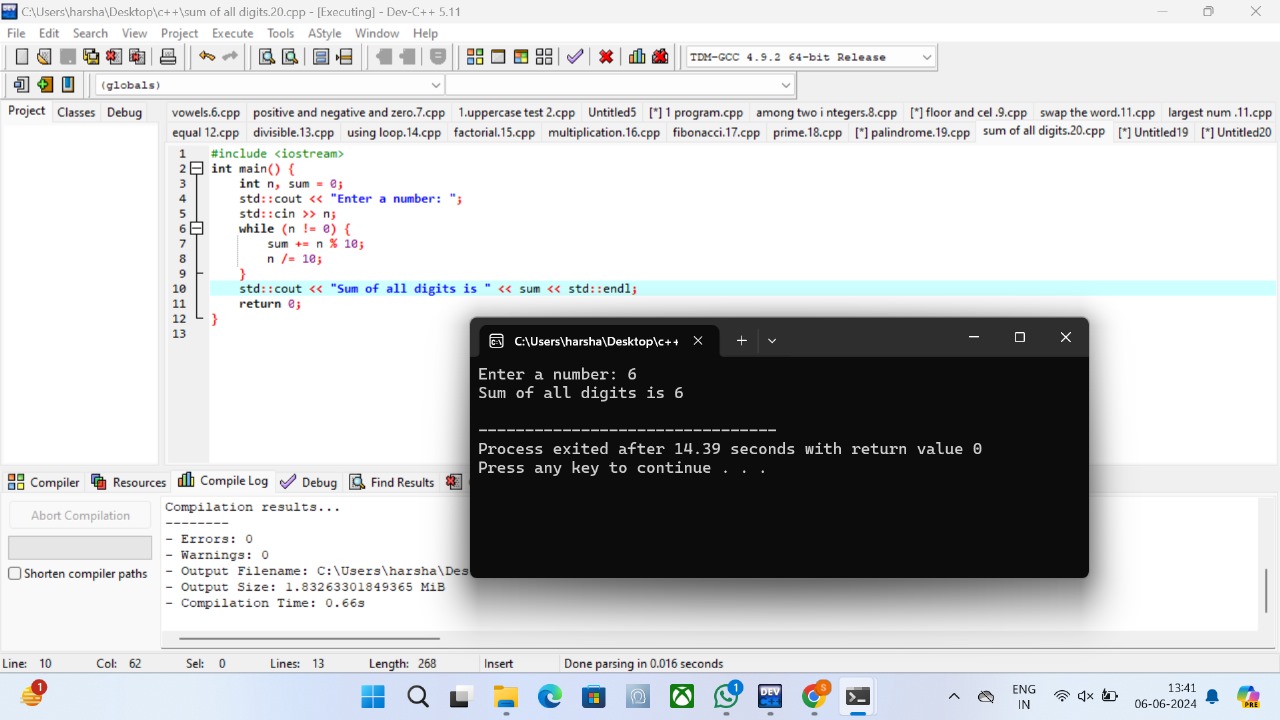 C:\Users\harsha\Desktop\c++\sum of all digits.20.cpp - [Executing] - Dev-C++ 5.11
File Edit Search View Project Execute Tools AStyle Window Help
TDM-GCC 4.9.2 64-bit Release
(globals)
Project Classes Debug
vowels.6.cpp positive and negative and zero.7.cpp 1.uppercase test 2.cpp Untitled5 [*] 1 program.cpp among two i ntegers.8.cpp [*] floor and cel .9.cpp swap the word.11.cpp largest num .11.cpp
equal 12.cpp divisible.13.cpp using loop.14.cpp factorial.15.cpp multiplication.16.cpp fibonacci.17.cpp prime.18.cpp [*] palindrome.19.cpp sum of all digits.20.cpp [*] Untitled19 [*] Untitled20
1 #include <iostream>
2 int main() {
3 int n, sum = 0;
4 std::cout << "Enter a number: ";
5 std::cin >> n;
6 while (n != 0) {
7 sum += n % 10;
8 n /= 10;
9 }
10 std::cout << "Sum of all digits is " << sum << std::endl;
11 return 0;
12 }
13
C:\Users\harsha\Desktop\c++
Enter a number: 6
Sum of all digits is 6
--------------------------------
Process exited after 14.39 seconds with return value 0
Press any key to continue . . .
Compiler Resources Compile Log Debug Find Results
Abort Compilation
Shorten compiler paths
Compilation results...
--------
- Errors: 0
- Warnings: 0
- Output Filename: C:\Users\harsha\Des
- Output Size: 1.83263301849365 MiB
- Compilation Time: 0.66s
Line: 10 Col: 62 Sel: 0 Lines: 13 Length: 268 Insert Done parsing in 0.016 seconds
1
1
DEV
S
ENG
IN
13:41
06-06-2024
PRE